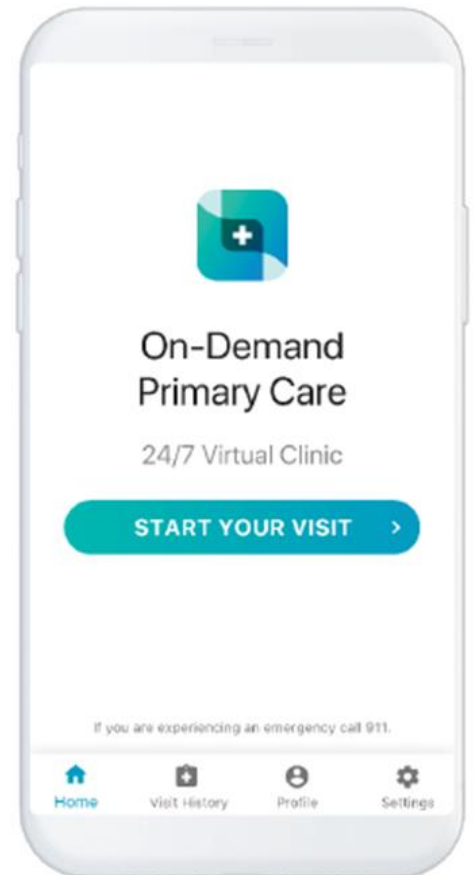 On-Demand
Primary Care
24/7 Virtual Clinic
START YOUR VISIT >
If you are experiencing an emergency call 911.
Home Visit History Profile Settings